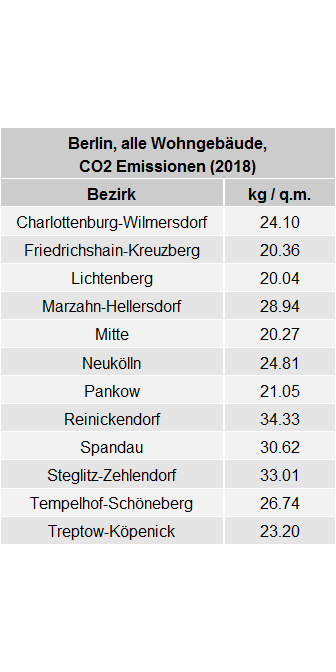 Berlin, alle Wohngebäude,
CO2 Emissionen (2018)
Bezirk kg / q.m.
Charlottenburg-Wilmersdorf 24.10
Friedrichshain-Kreuzberg 20.36
Lichtenberg 20.04
Marzahn-Hellersdorf 28.94
Mitte 20.27
Neukölln 24.81
Pankow 21.05
Reinickendorf 34.33
Spandau 30.62
Steglitz-Zehlendorf 33.01
Tempelhof-Schöneberg 26.74
Treptow-Köpenick 23.20